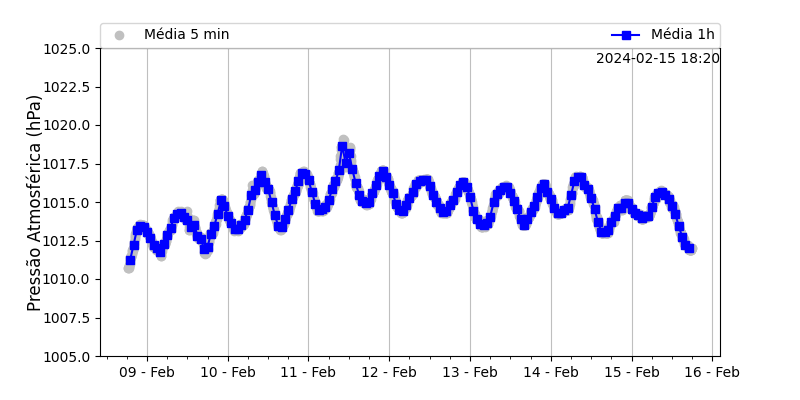 Média 5 min
Média 1h
2024-02-15 18:20
Pressão Atmosférica (hPa)
1025.0
1022.5
1020.0
1017.5
1015.0
1012.5
1010.0
1007.5
1005.0
09 - Feb
10 - Feb
11 - Feb
12 - Feb
13 - Feb
14 - Feb
15 - Feb
16 - Feb